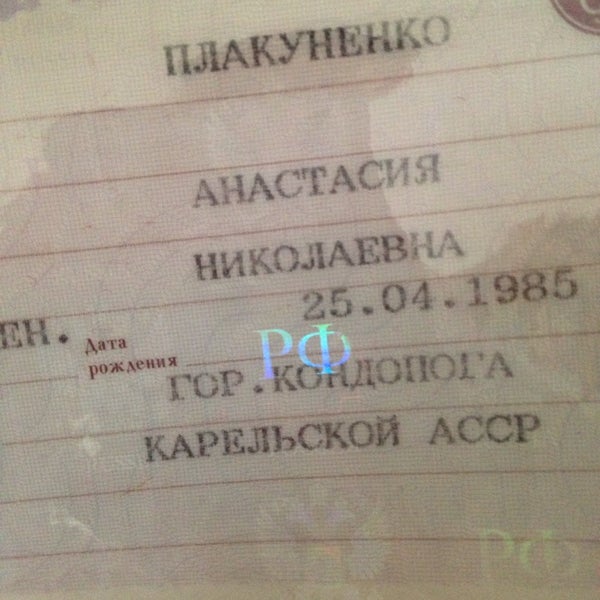 ПЛАКУНЕНКО
АНАСТАСИЯ
НИКОЛАЕВНА
ЕН. Дата рождения 25.04.1985
РФ
ГОР.КОНДОПОГА
КАРЕЛЬСКОЙ АССР
РФ